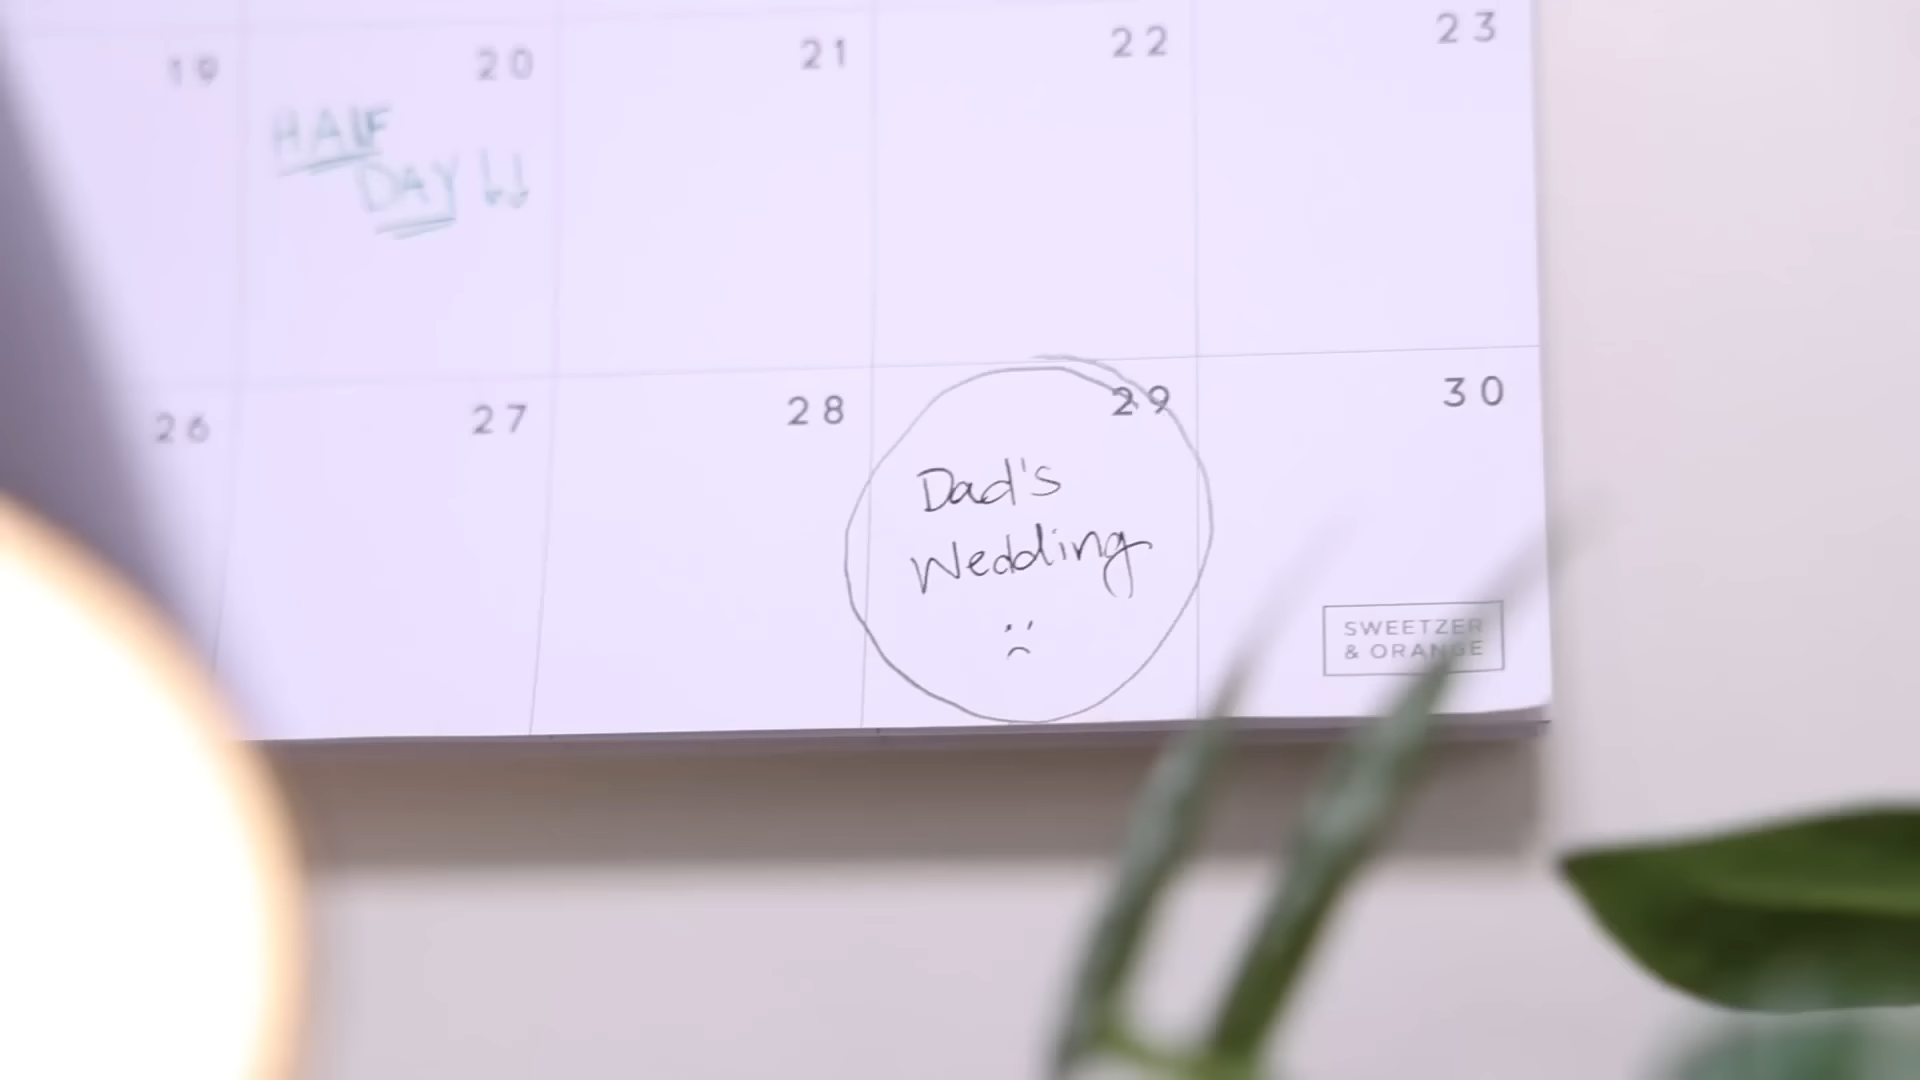 19 20 21 22 23
HALF
DAY !!
26 27 28 29 30
Dad's
Wedding
SWEETZER
& ORANGE